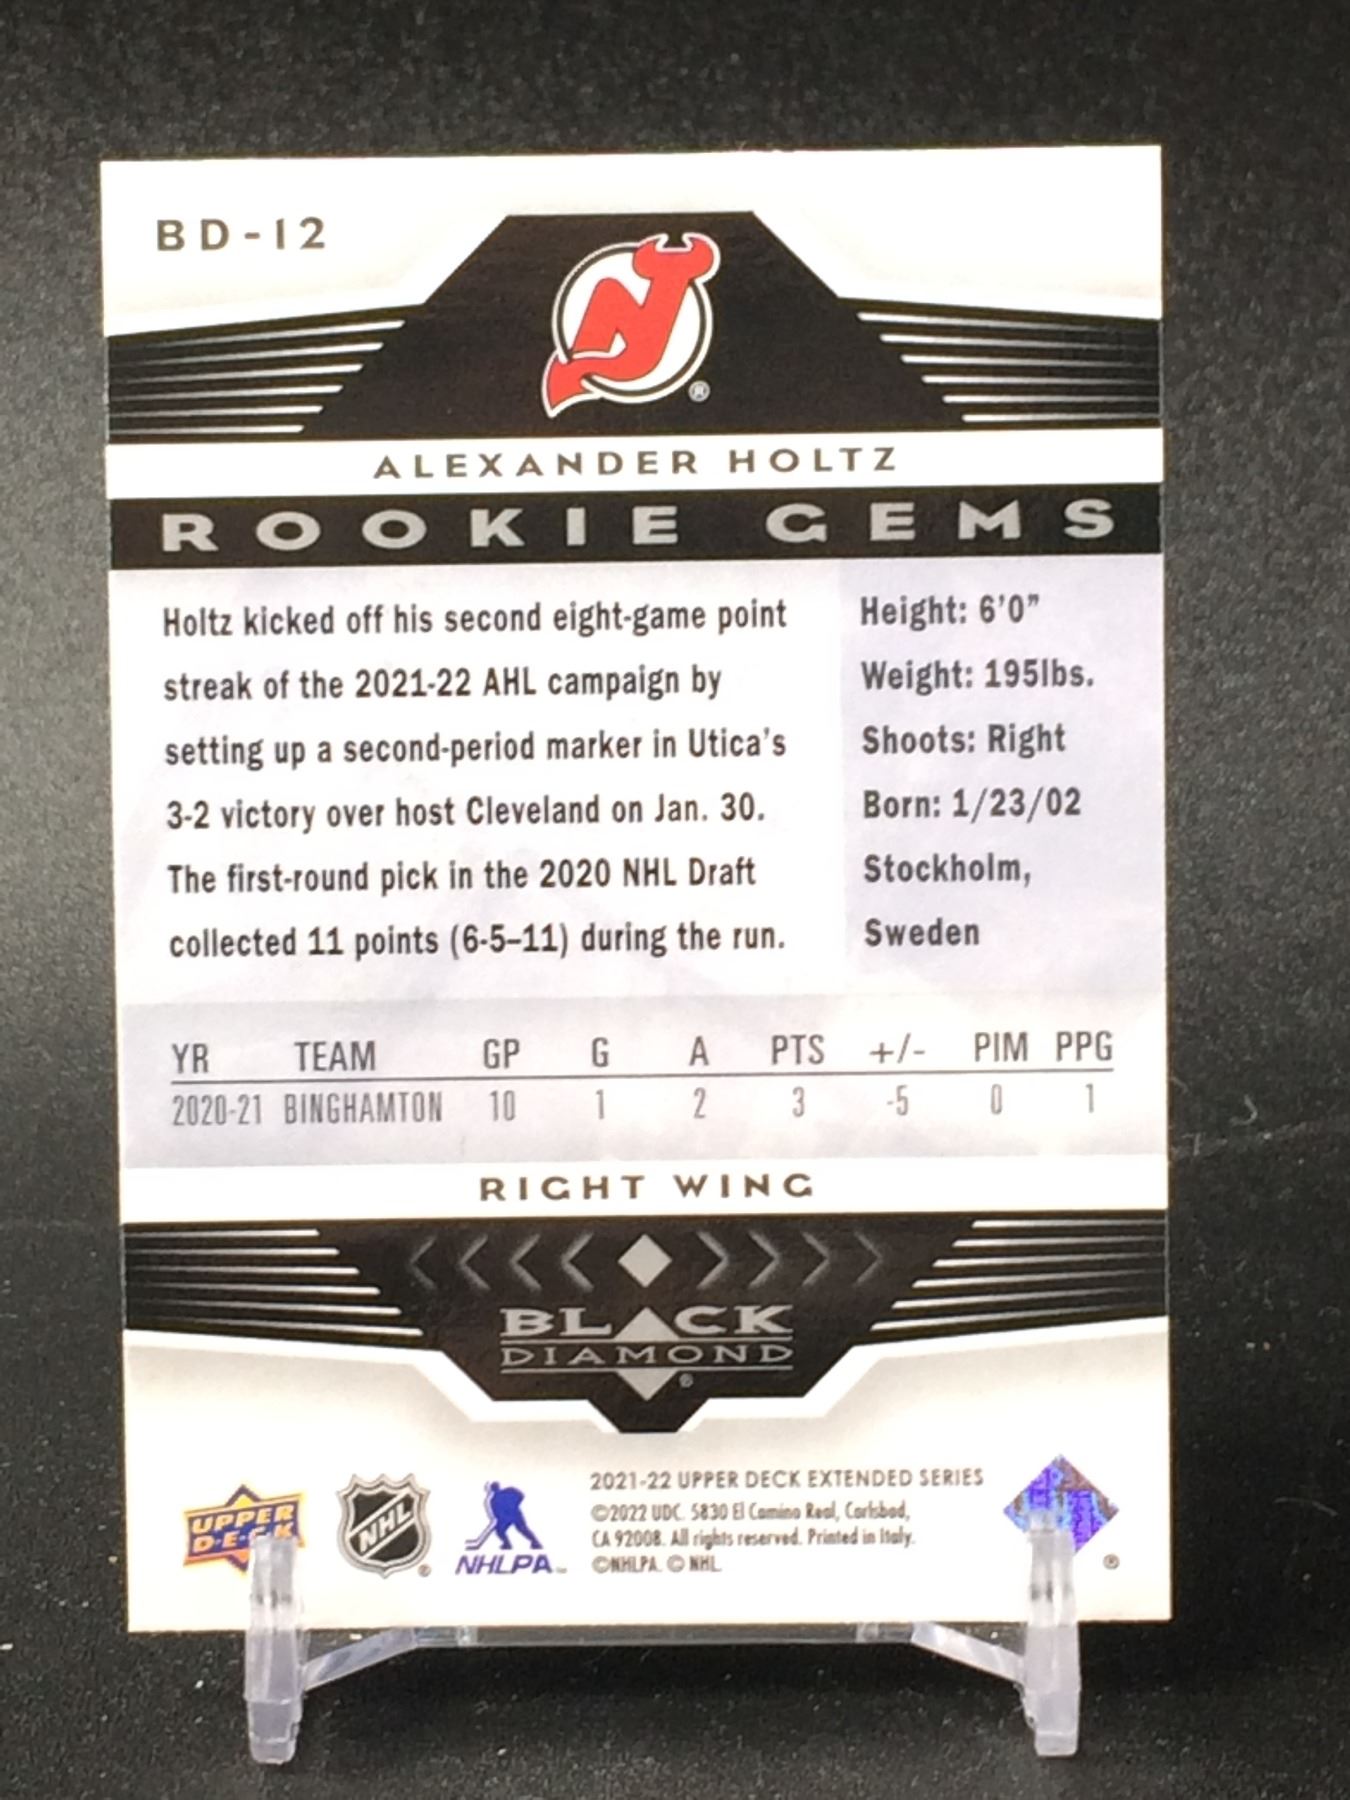 BD-12
ALEXANDER HOLTZ
ROOKIE GEMS
Holtz kicked off his second eight-game point
streak of the 2021-22 AHL campaign by
setting up a second-period marker in Utica's
3-2 victory over host Cleveland on Jan. 30.
The first-round pick in the 2020 NHL Draft
collected 11 points (6-5–11) during the run.
Height: 6'0"
Weight: 195lbs.
Shoots: Right
Born: 1/23/02
Stockholm,
Sweden
YR TEAM GP G A PTS +/- PIM PPG
2020-21 BINGHAMTON 10 1 2 3 -5 0 1
RIGHT WING
BLACK
DIAMOND
®
UPPER
DECK
NHL
®
NHLPA™
2021-22 UPPER DECK EXTENDED SERIES
©2022 UDC. 5830 El Camino Real, Carlsbad,
CA 92008. All rights reserved. Printed in Italy.
©NHLPA. © NHL.
®